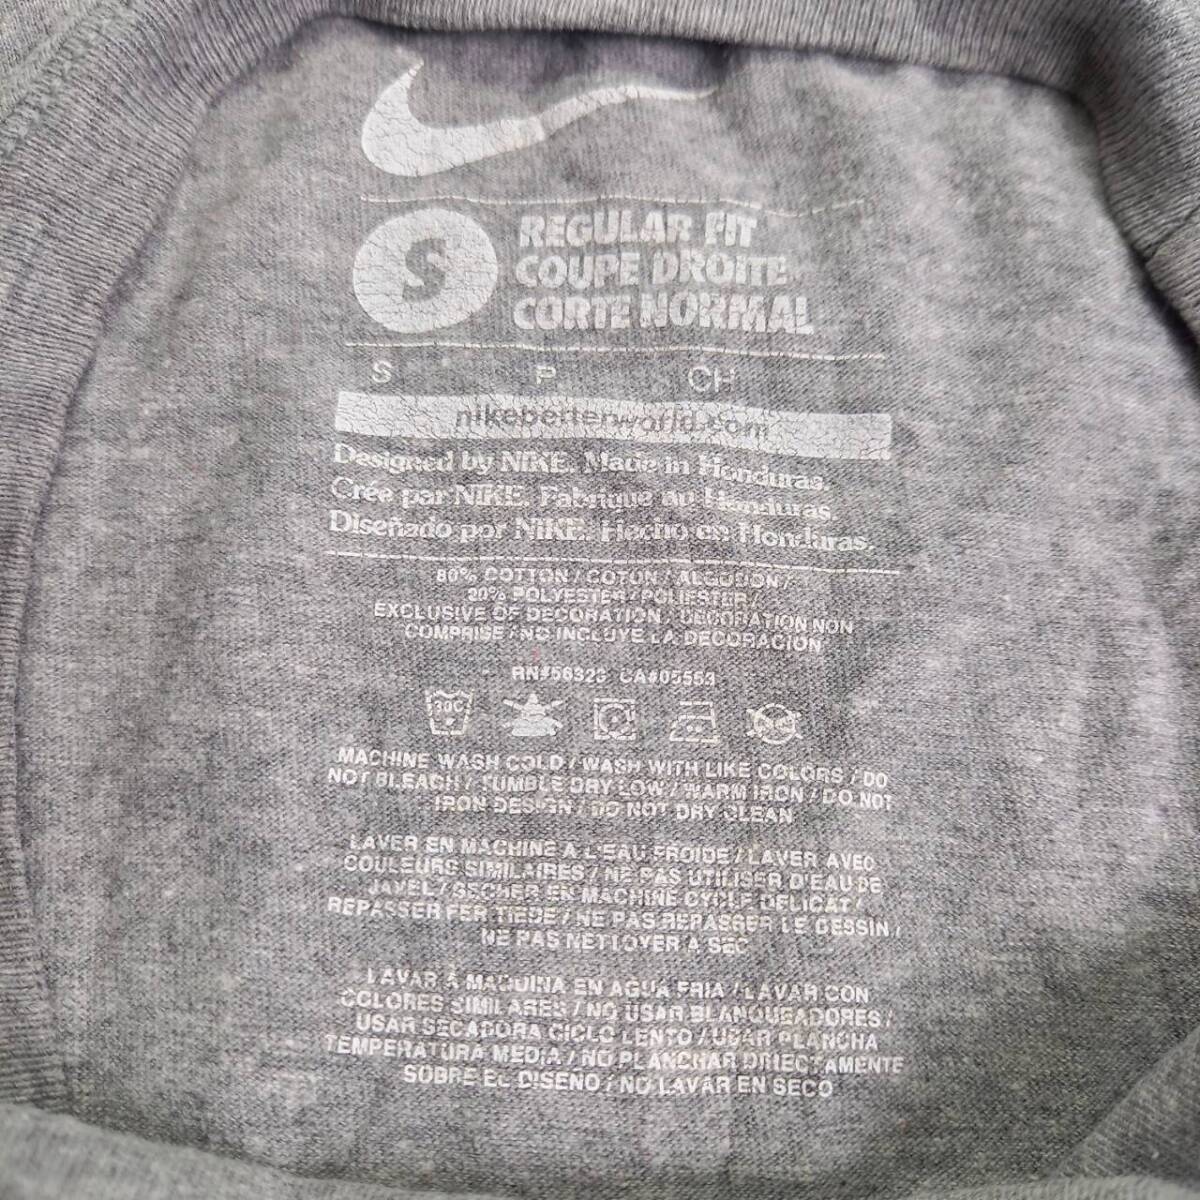 S REGULAR FIT
COUPE DROITE
CORTE NORMAL
S P CH
nikebetterworld.com
Designed by NIKE. Made in Honduras.
Crée par NIKE. Fabrique au Honduras
Diseñado por NIKE. Hecho en Honduras.
80% COTTON / COTON / ALGODON /
20% POLYESTER / POLIESTER /
EXCLUSIVE OF DECORATION / DECORATION NON
COMPRISE / NO INCLUYE LA DECORACION
RN#56323 CA#05553
30C
MACHINE WASH COLD / WASH WITH LIKE COLORS / DO
NOT BLEACH / TUMBLE DRY LOW / WARM IRON / DO NOT
IRON DESIGN / DO NOT DRY CLEAN
LAVER EN MACHINE A L'EAU FROIDE / LAVER AVEC
COULEURS SIMILAIRES / NE PAS UTILISER D'EAU DE
JAVEL / SECHER EN MACHINE CYCLE DELICAT /
REPASSER FER TIEDE / NE PAS REPASSER LE DESSIN /
NE PAS NETTOYER A SEC
LAVAR A MAQUINA EN AGUA FRIA / LAVAR CON
COLORES SIMILARES / NO USAR BLANQUEADORES /
USAR SECADORA CICLO LENTO / USAR PLANCHA
TEMPERATURA MEDIA / NO PLANCHAR DIRECTAMENTE
SOBRE EL DISENO / NO LAVAR EN SECO